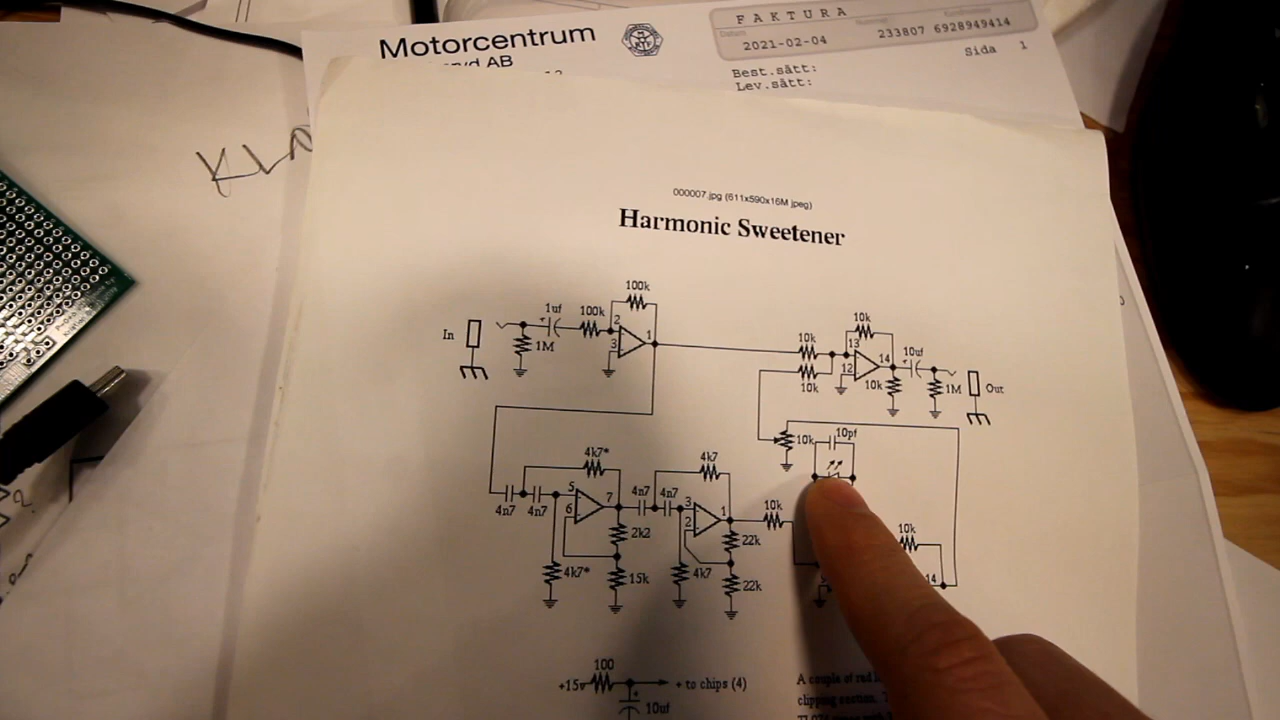 Motorcentrum
AB
FAKTURA
Datum
2021-02-04
233807 6928949414
Sida 1
Best.sätt:
Lev.sätt:
000007.jpg (611x590x16M jpeg)
Harmonic Sweetener
In
1M
1uf
100k
100k
2
3
1
10k
10k
10k
13
12
14
10k
10uf
1M
Out
10k
10pf
4n7
4n7
4k7*
5
6
7
4k7*
2k2
15k
4n7
4n7
4k7
3
2
1
4k7
22k
22k
10k
10k
14
100
+15v
+ to chips (4)
10uf
A couple of